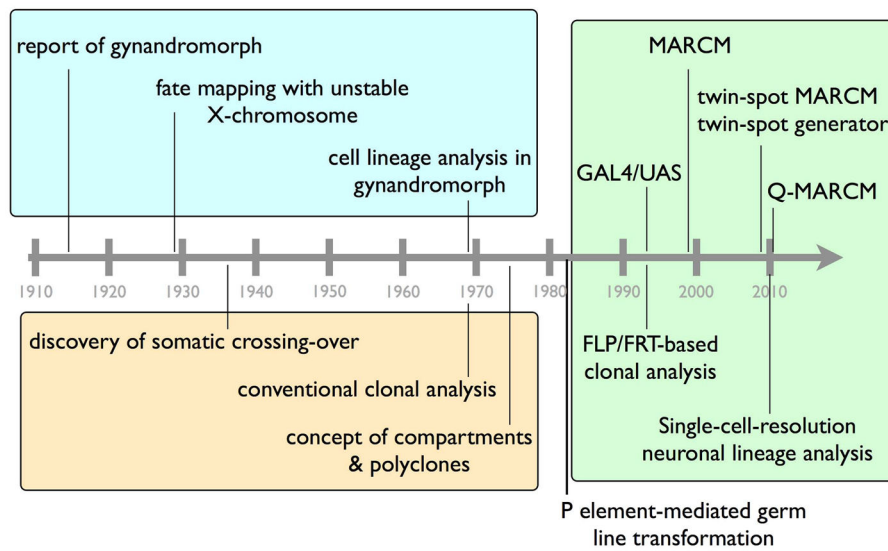 report of gynandromorph
fate mapping with unstable
X-chromosome
cell lineage analysis in
gynandromorph
MARCM
twin-spot MARCM
twin-spot generator
GAL4/UAS
Q-MARCM
1910 1920 1930 1940 1950 1960 1970 1980 1990 2000 2010
discovery of somatic crossing-over
conventional clonal analysis
concept of compartments
& polyclones
FLP/FRT-based
clonal analysis
Single-cell-resolution
neuronal lineage analysis
P element-mediated germ
line transformation